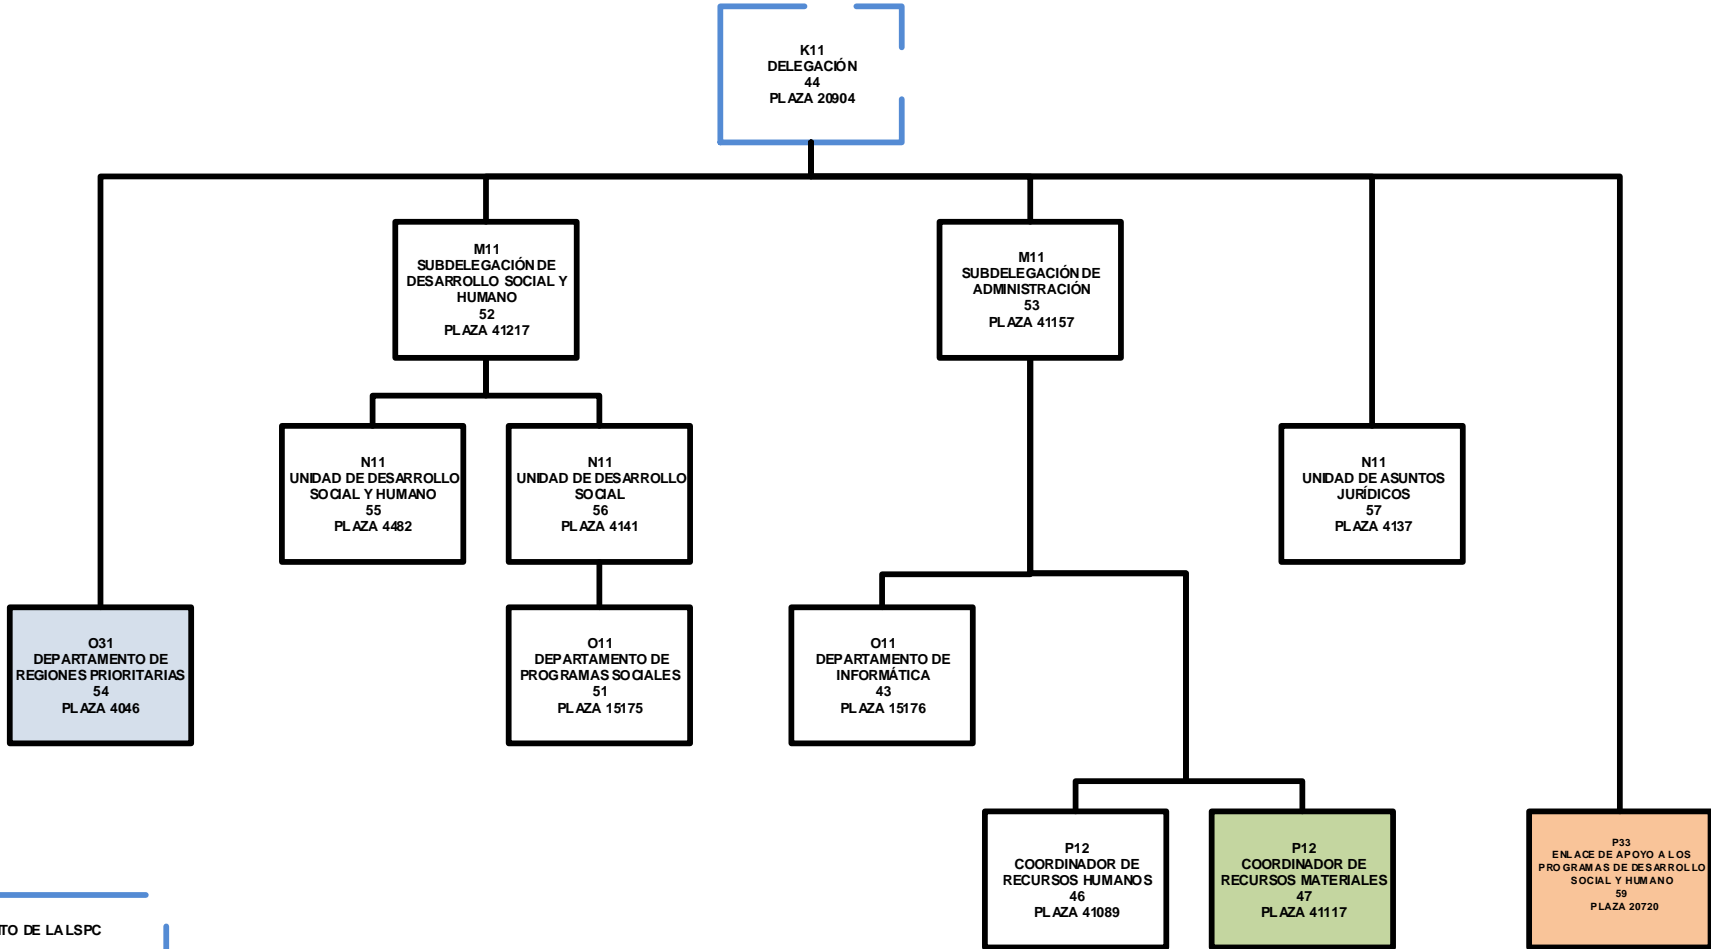 K11
DELEGACIÓN
44
PLAZA 20904
M11
SUBDELEGACIÓN DE
DESARROLLO SOCIAL Y
HUMANO
52
PLAZA 41217
M11
SUBDELEGACIÓN DE
ADMINISTRACIÓN
53
PLAZA 41157
N11
UNIDAD DE DESARROLLO
SOCIAL Y HUMANO
55
PLAZA 4482
N11
UNIDAD DE DESARROLLO
SOCIAL
56
PLAZA 4141
N11
UNIDAD DE ASUNTOS
JURÍDICOS
57
PLAZA 4137
O31
DEPARTAMENTO DE
REGIONES PRIORITARIAS
54
PLAZA 4046
O11
DEPARTAMENTO DE
PROGRAMAS SOCIALES
51
PLAZA 15175
O11
DEPARTAMENTO DE
INFORMÁTICA
43
PLAZA 15176
P12
COORDINADOR DE
RECURSOS HUMANOS
46
PLAZA 41089
P12
COORDINADOR DE
RECURSOS MATERIALES
47
PLAZA 41117
P33
ENLACE DE APOYO A LOS
PROGRAMAS DE DESARROLLO
SOCIAL Y HUMANO
59
PLAZA 20720
TO DE LA LSPC